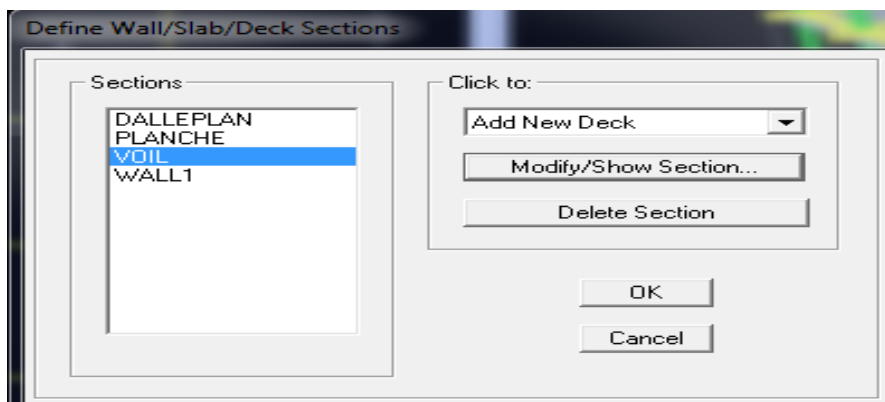 Define Wall/Slab/Deck Sections
Sections
DALLEPLAN
PLANCHE
VOIL
WALL1
Click to:
Add New Deck
Modify/Show Section...
Delete Section
OK
Cancel